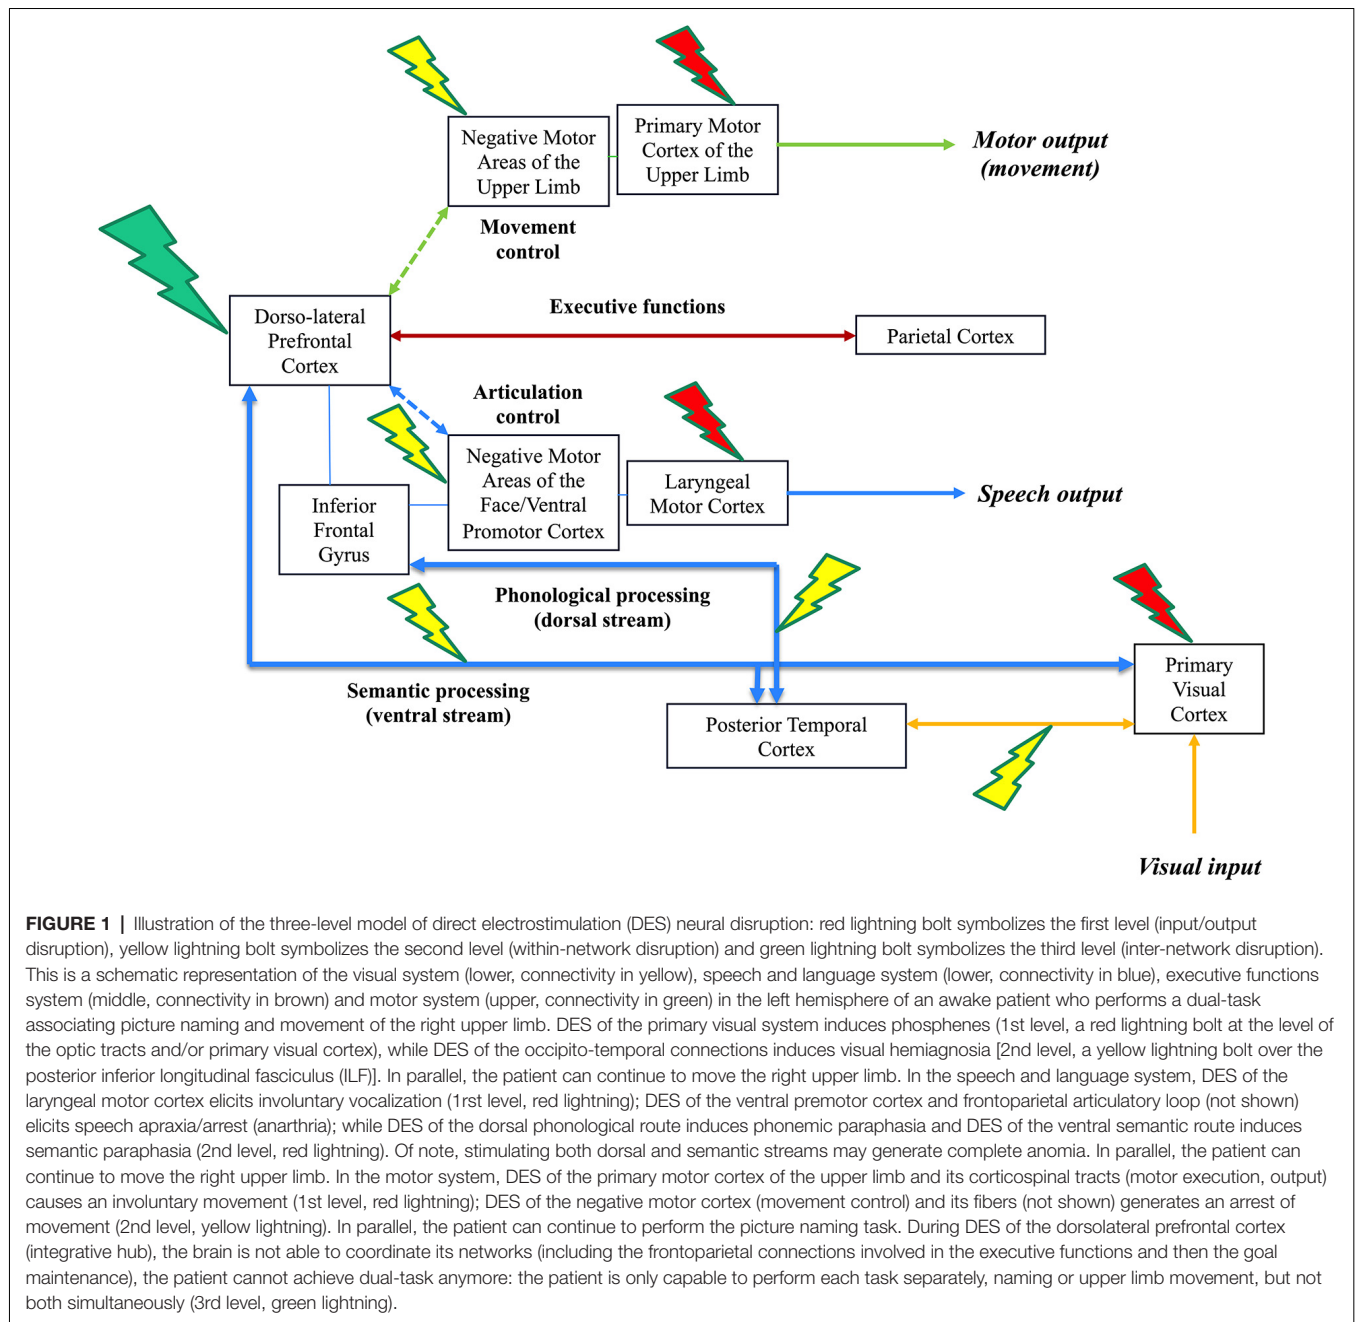 Negative Motor
Areas of the
Upper Limb
Primary Motor
Cortex of the
Upper Limb
Motor output
(movement)
Movement
control
Dorso-lateral
Prefrontal
Cortex
Executive functions
Parietal Cortex
Articulation
control
Negative Motor
Areas of the
Face/Ventral
Promotor Cortex
Laryngeal
Motor Cortex
Speech output
Inferior
Frontal
Gyrus
Phonological processing
(dorsal stream)
Semantic processing
(ventral stream)
Primary
Visual
Cortex
Posterior Temporal
Cortex
Visual input
FIGURE 1 | Illustration of the three-level model of direct electrostimulation (DES) neural disruption: red lightning bolt symbolizes the first level (input/output
disruption), yellow lightning bolt symbolizes the second level (within-network disruption) and green lightning bolt symbolizes the third level (inter-network disruption).
This is a schematic representation of the visual system (lower, connectivity in yellow), speech and language system (lower, connectivity in blue), executive functions
system (middle, connectivity in brown) and motor system (upper, connectivity in green) in the left hemisphere of an awake patient who performs a dual-task
associating picture naming and movement of the right upper limb. DES of the primary visual system induces phosphenes (1st level, a red lightning bolt at the level of
the optic tracts and/or primary visual cortex), while DES of the occipito-temporal connections induces visual hemiagnosia [2nd level, a yellow lightning bolt over the
posterior inferior longitudinal fasciculus (ILF)]. In parallel, the patient can continue to move the right upper limb. In the speech and language system, DES of the
laryngeal motor cortex elicits involuntary vocalization (1rst level, red lightning); DES of the ventral premotor cortex and frontoparietal articulatory loop (not shown)
elicits speech apraxia/arrest (anarthria); while DES of the dorsal phonological route induces phonemic paraphasia and DES of the ventral semantic route induces
semantic paraphasia (2nd level, red lightning). Of note, stimulating both dorsal and semantic streams may generate complete anomia. In parallel, the patient can
continue to move the right upper limb. In the motor system, DES of the primary motor cortex of the upper limb and its corticospinal tracts (motor execution, output)
causes an involuntary movement (1st level, red lightning); DES of the negative motor cortex (movement control) and its fibers (not shown) generates an arrest of
movement (2nd level, yellow lightning). In parallel, the patient can continue to perform the picture naming task. During DES of the dorsolateral prefrontal cortex
(integrative hub), the brain is not able to coordinate its networks (including the frontoparietal connections involved in the executive functions and then the goal
maintenance), the patient cannot achieve dual-task anymore: the patient is only capable to perform each task separately, naming or upper limb movement, but not
both simultaneously (3rd level, green lightning).